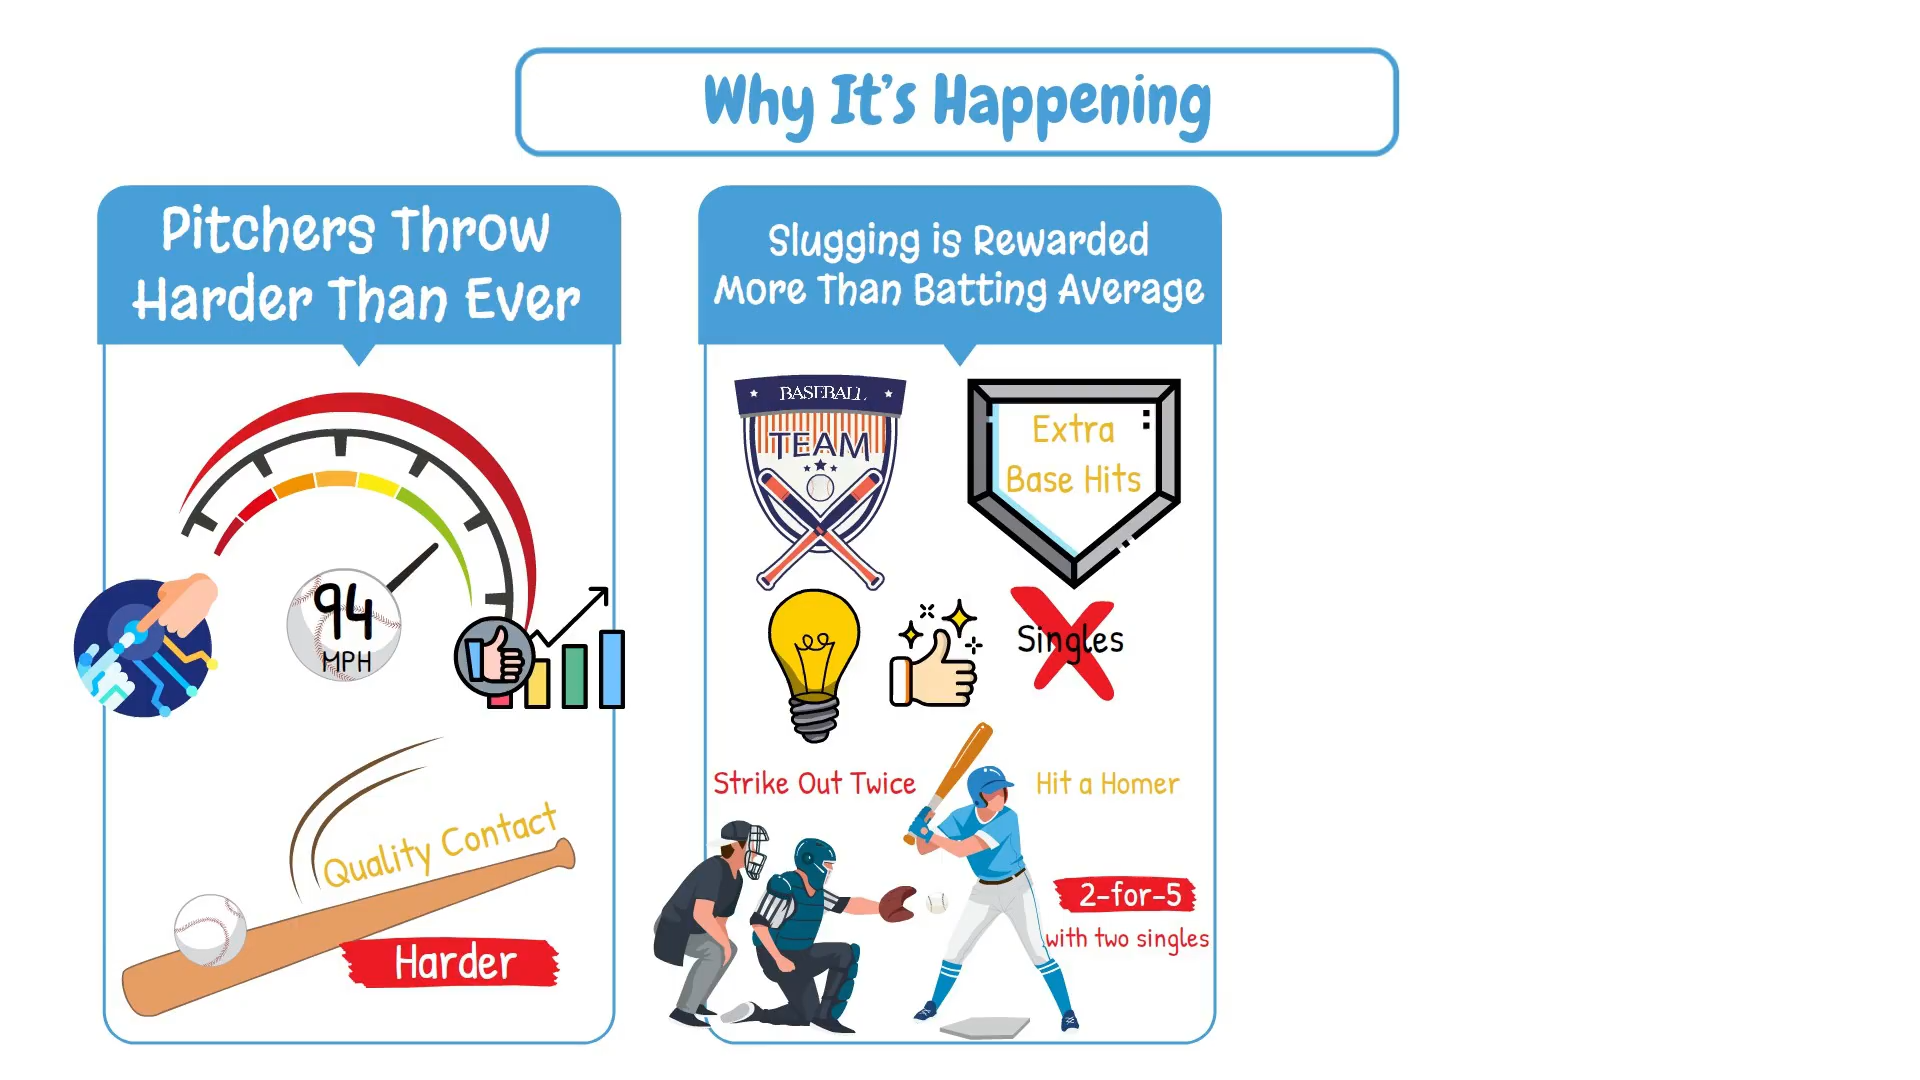 Why It's Happening
Pitchers Throw
Harder Than Ever
94
MPH
Quality Contact
Harder
Slugging is Rewarded
More Than Batting Average
BASEBALL
TEAM
Extra
Base Hits
Singles
Strike Out Twice
Hit a Homer
2-for-5
with two singles